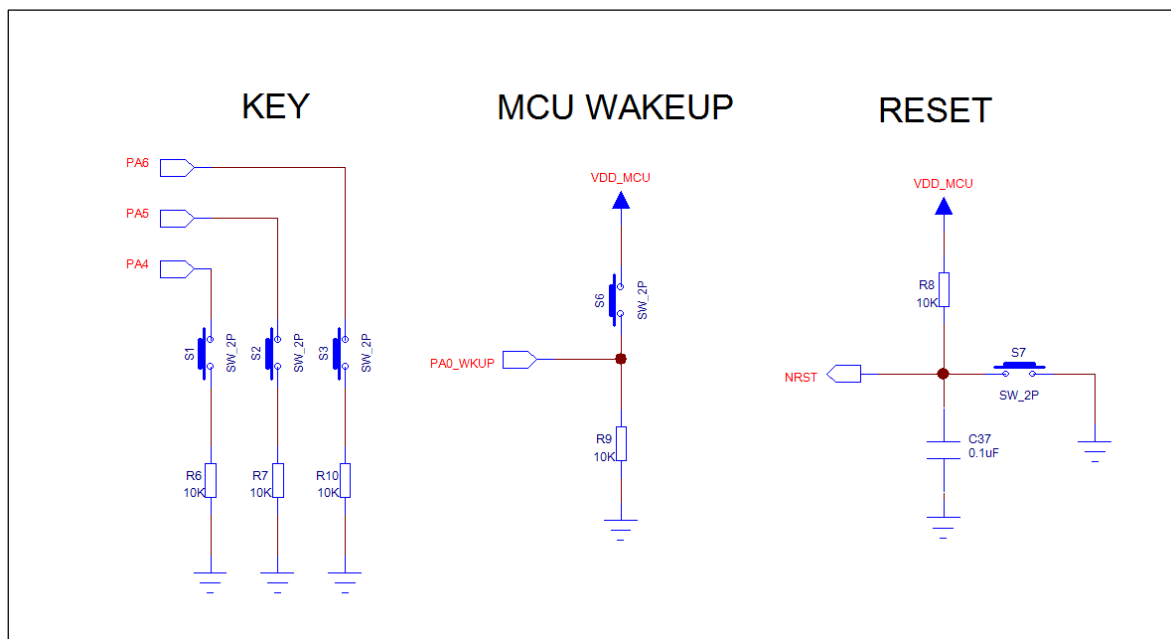 KEY
PA6
PA5
PA4
S1
SW_2P
S2
SW_2P
S3
SW_2P
R6
10K
R7
10K
R10
10K
MCU WAKEUP
VDD_MCU
S6
SW_2P
PA0_WKUP
R9
10K
RESET
VDD_MCU
R8
10K
NRST
S7
SW_2P
C37
0.1uF